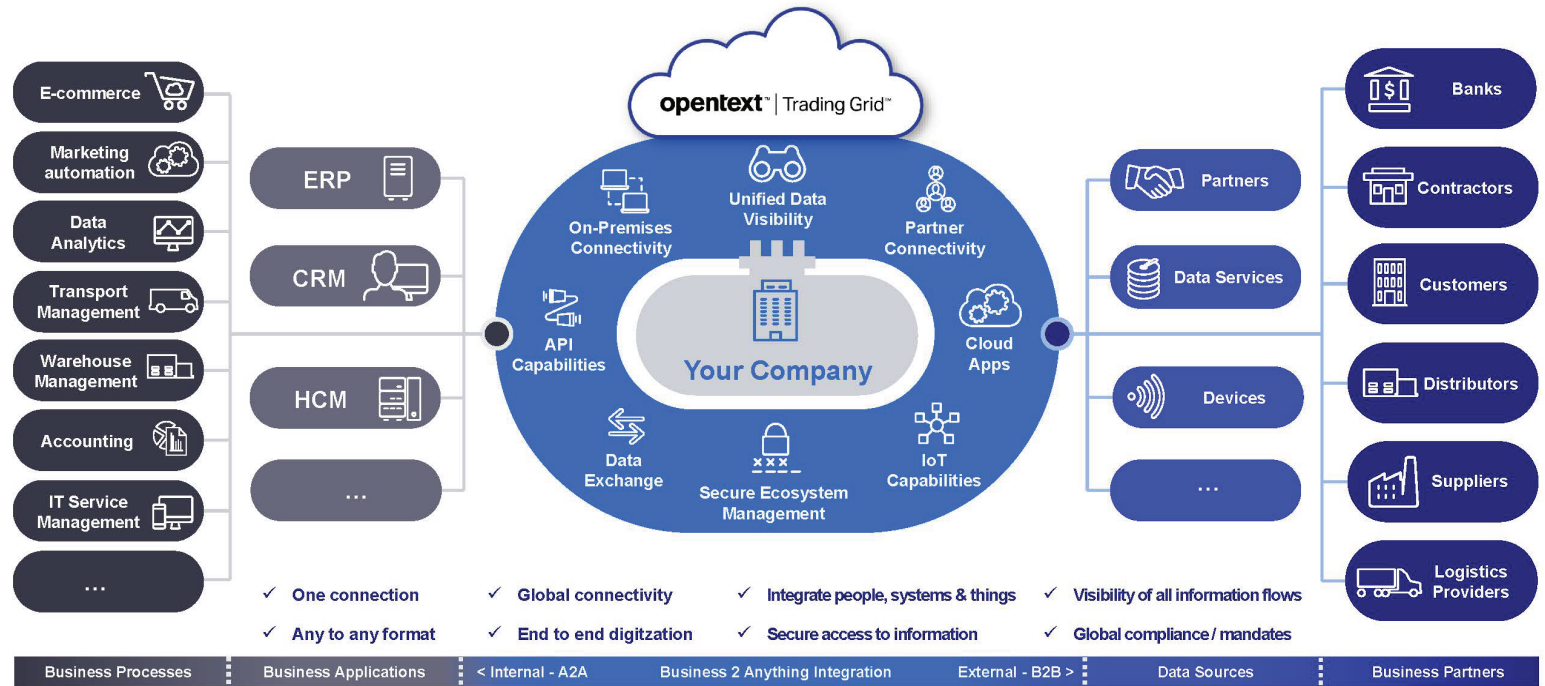 opentext™ | Trading Grid™
E-commerce
Marketing
automation
Data
Analytics
Transport
Management
Warehouse
Management
Accounting
IT Service
Management
...
ERP
CRM
HCM
...
On-Premises
Connectivity
Unified Data
Visibility
Partner
Connectivity
API
Capabilities
Your Company
Cloud
Apps
Data
Exchange
xxx
Secure Ecosystem
Management
IoT
Capabilities
Partners
Data Services
Devices
...
$
Banks
Contractors
Customers
Distributors
Suppliers
Logistics
Providers
✓ One connection
✓ Global connectivity
✓ Integrate people, systems & things
✓ Visibility of all information flows
✓ Any to any format
✓ End to end digitzation
✓ Secure access to information
✓ Global compliance / mandates
Business Processes
Business Applications
< Internal - A2A
Business 2 Anything Integration
External - B2B >
Data Sources
Business Partners